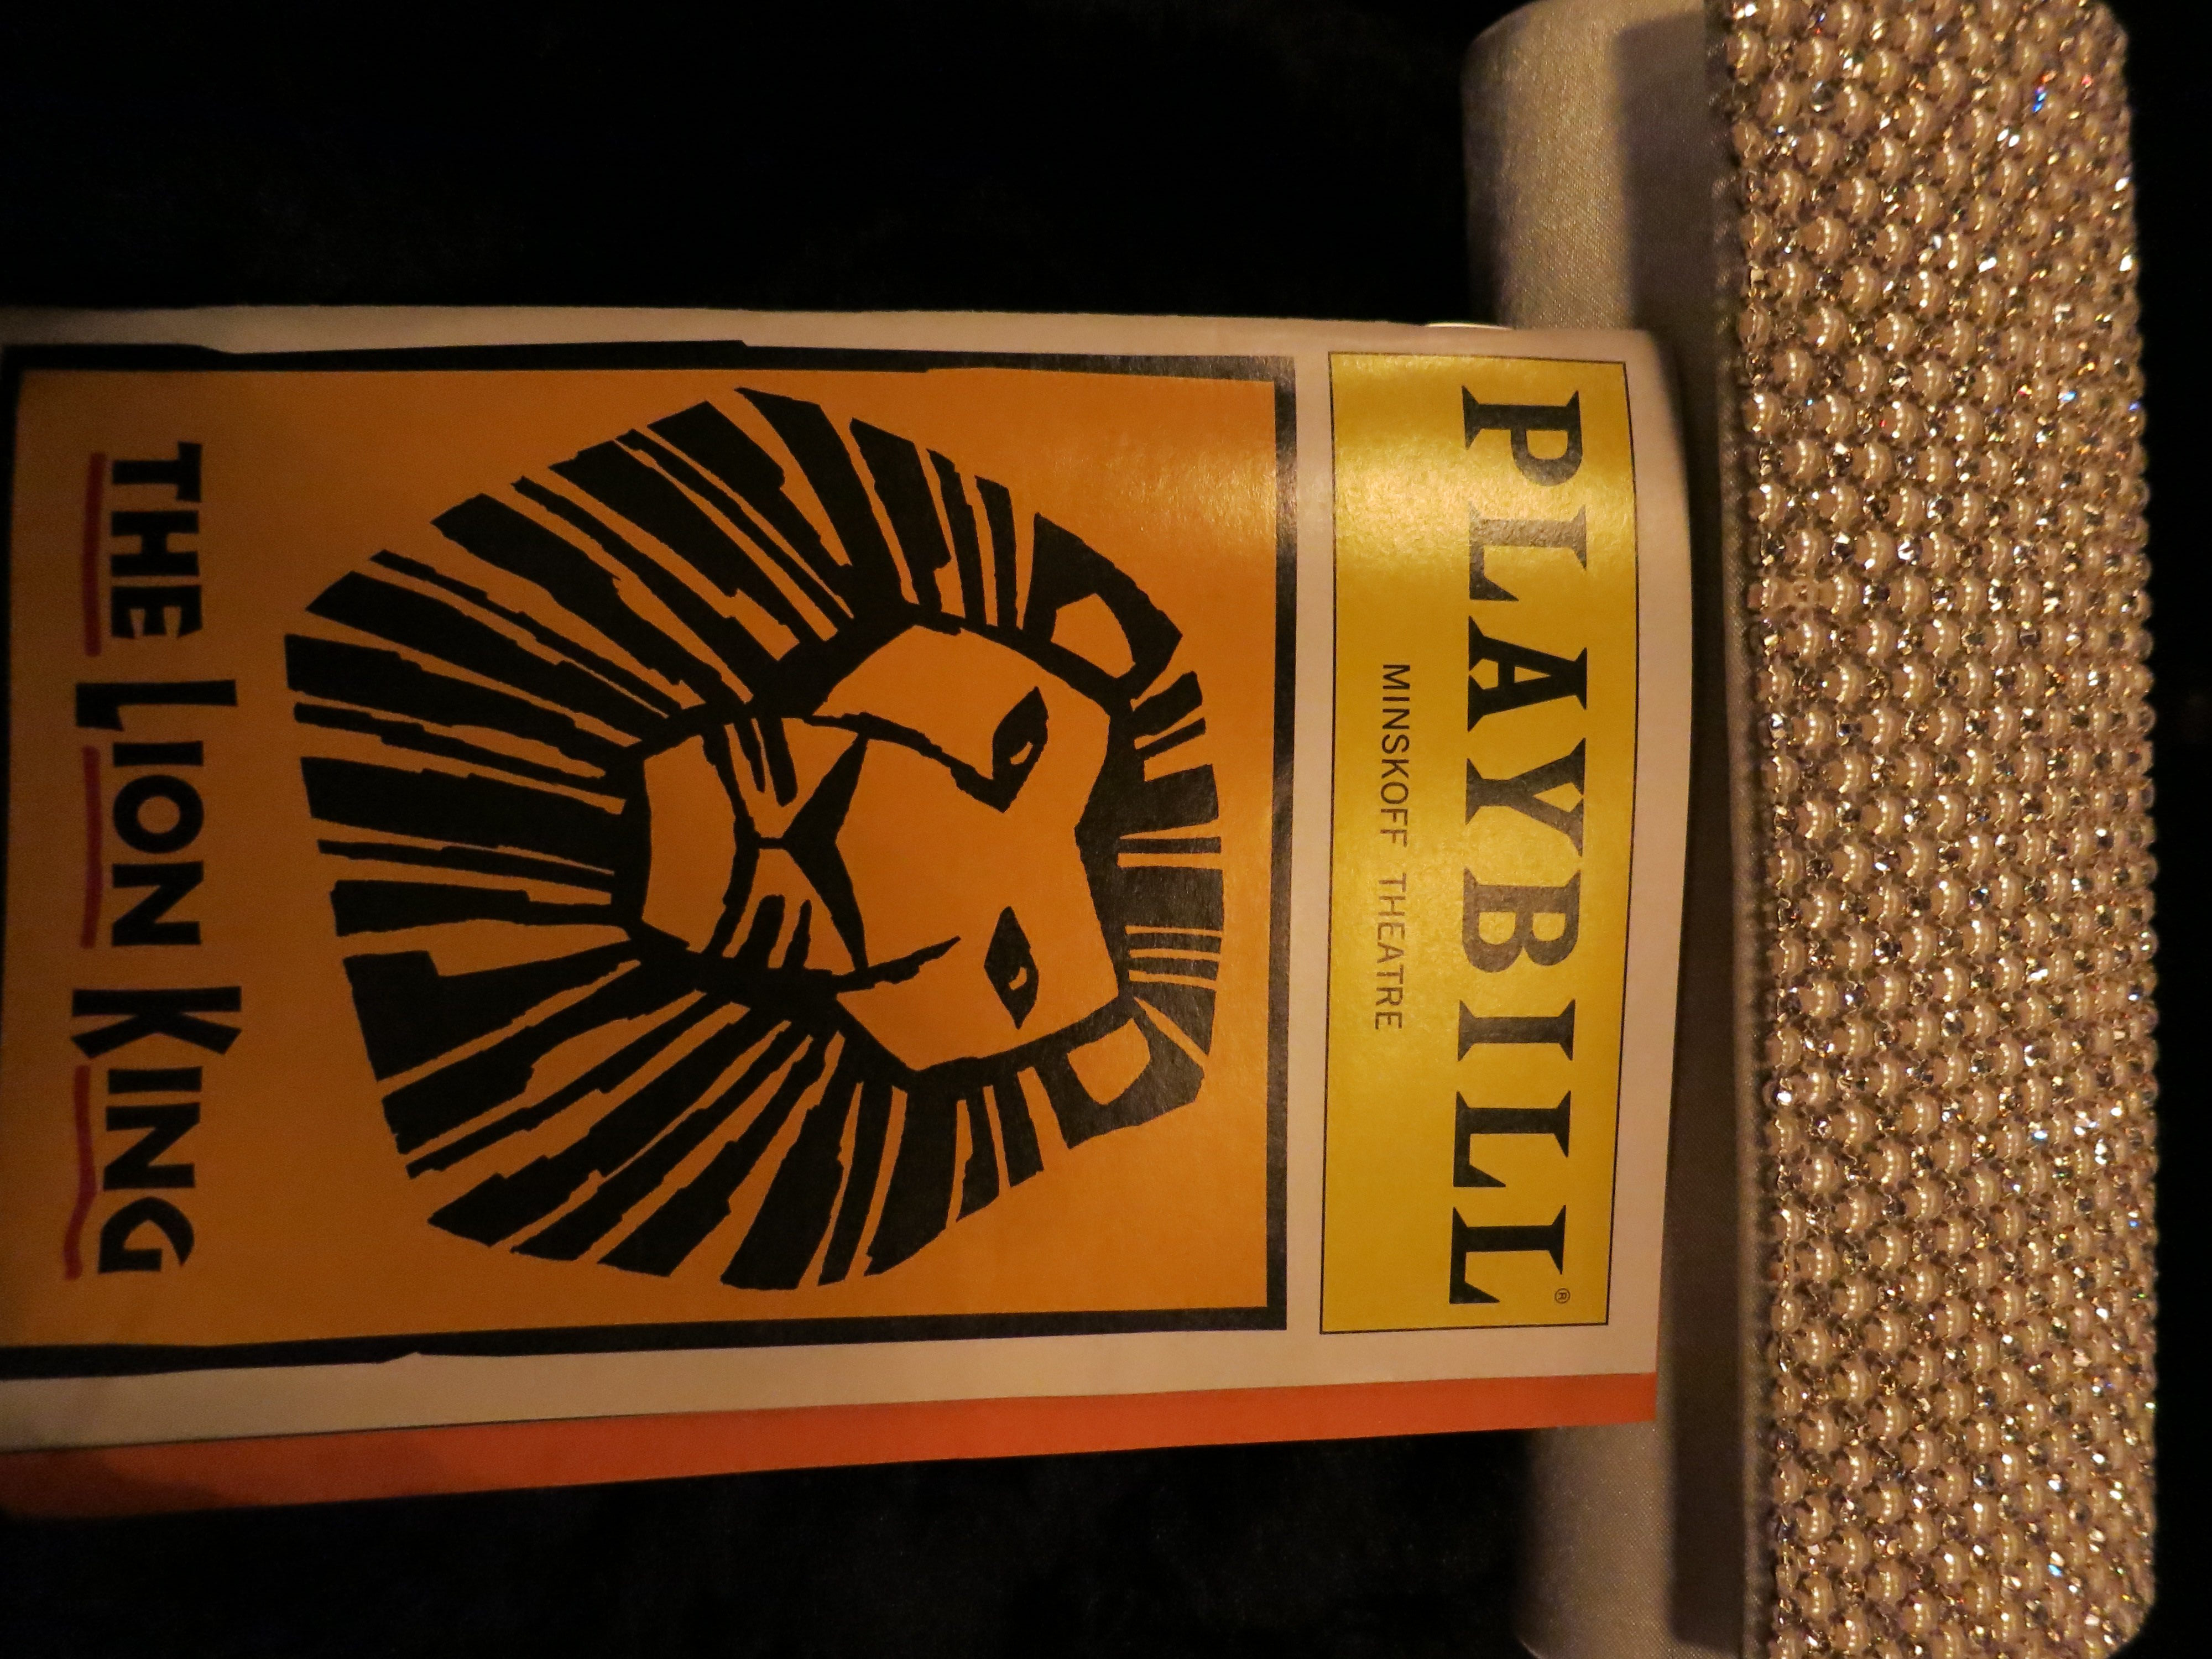 PLAYBILL®
MINSKOFF THEATRE
THE LION KING